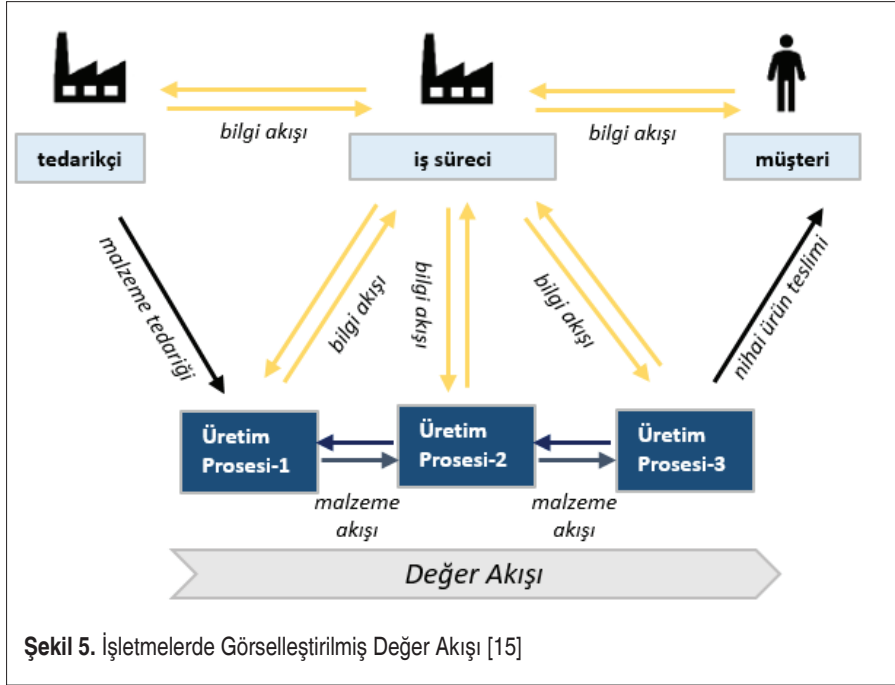 bilgi akışı
bilgi akışı
tedarikçi
iş süreci
müşteri
malzeme tedariği
bilgi akışı
bilgi akışı
bilgi akışı
nihai ürün teslimi
Üretim
Prosesi-1
Üretim
Prosesi-2
Üretim
Prosesi-3
malzeme
akışı
malzeme
akışı
Değer Akışı
Şekil 5. İşletmelerde Görselleştirilmiş Değer Akışı [15]